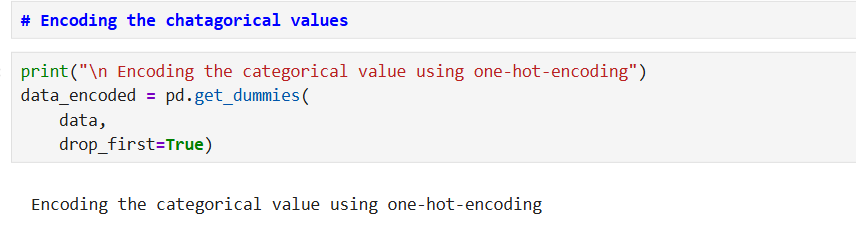 # Encoding the chatagorical values
print("\n Encoding the categorical value using one-hot-encoding")
data_encoded = pd.get_dummies(
    data,
    drop_first=True)
Encoding the categorical value using one-hot-encoding